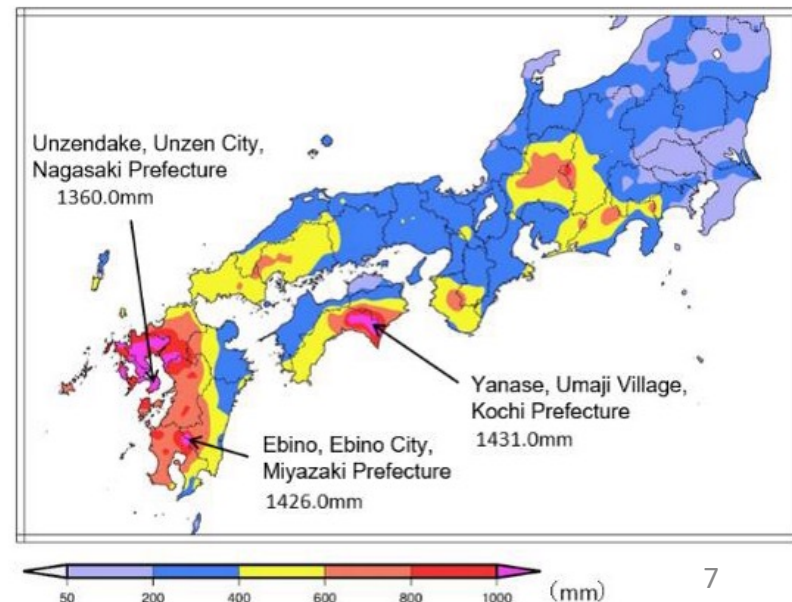 Unzendake, Unzen City,
Nagasaki Prefecture
1360.0mm
Yanase, Umaji Village,
Kochi Prefecture
1431.0mm
Ebino, Ebino City,
Miyazaki Prefecture
1426.0mm
50 200 400 600 800 1000 (mm)
7